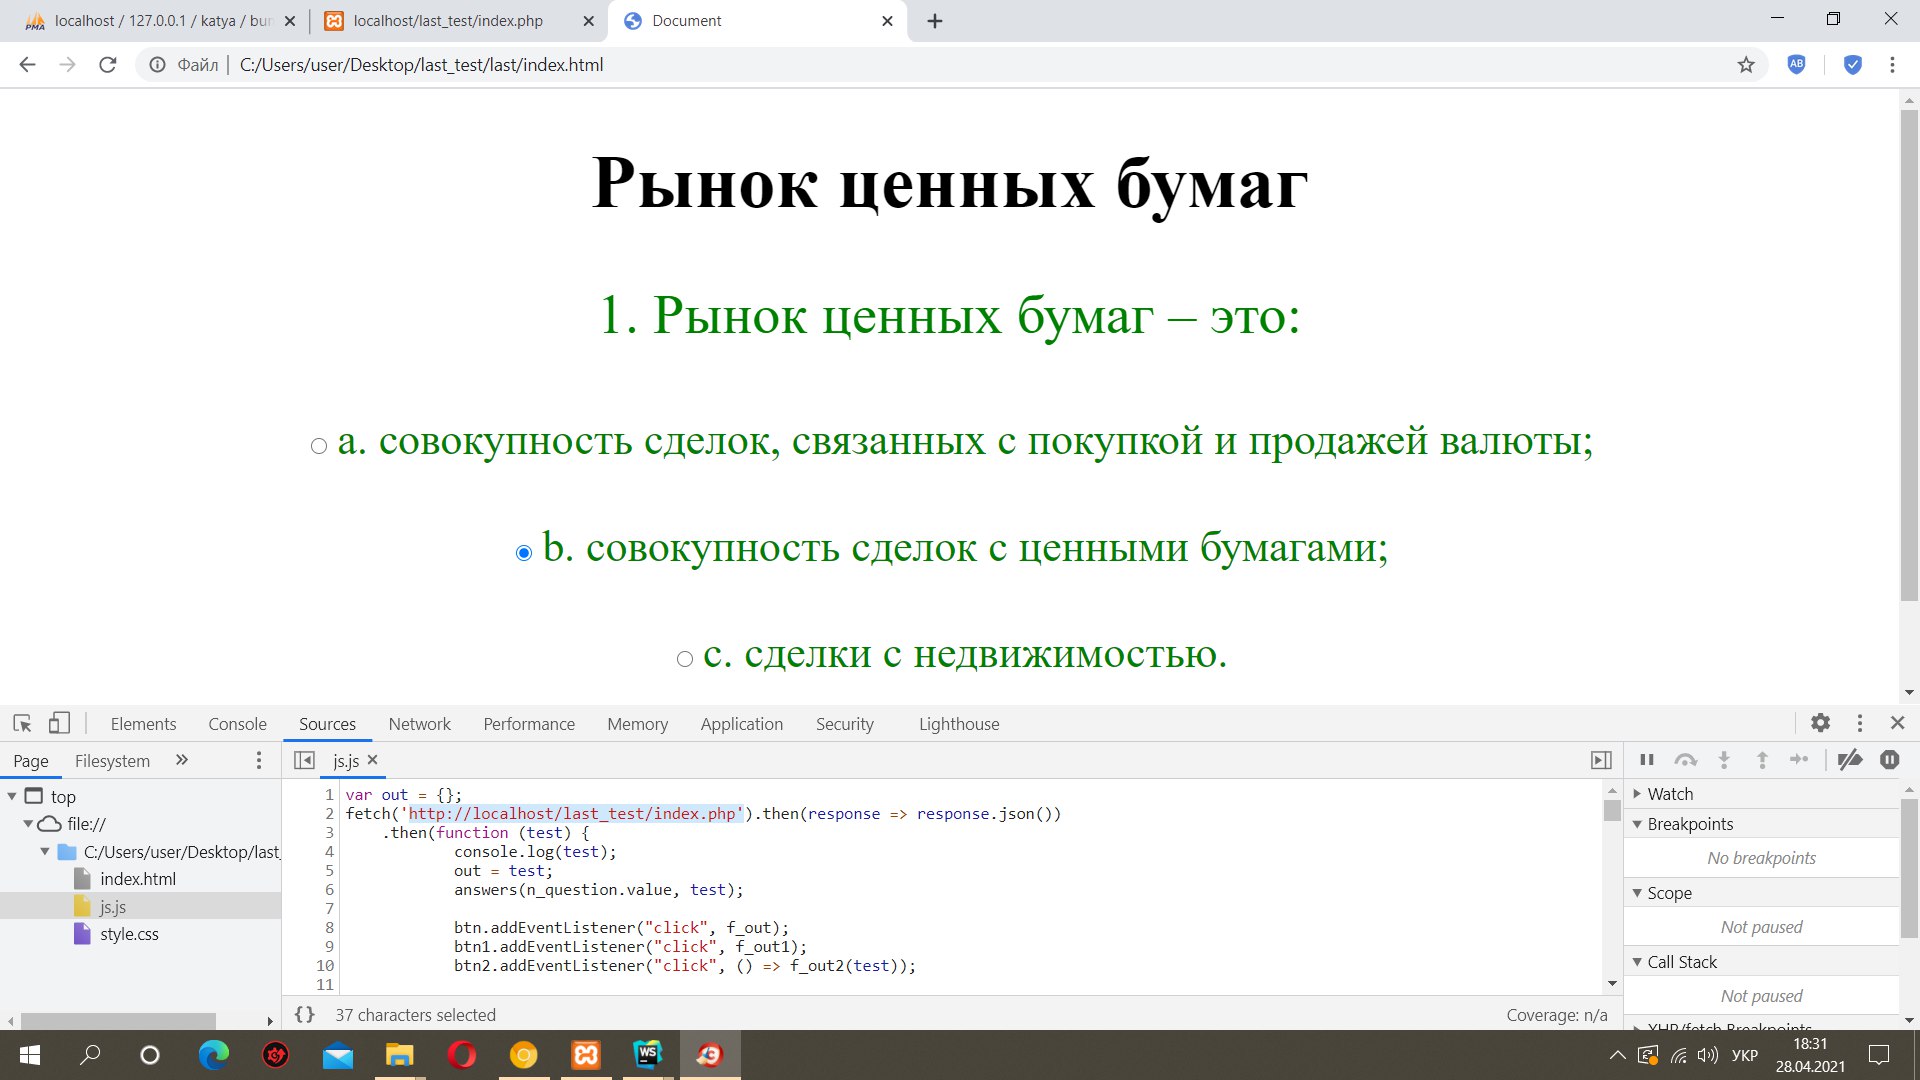 localhost / 127.0.0.1 / katya / bun
localhost/last_test/index.php
Document
Файл
C:/Users/user/Desktop/last_test/last/index.html
Рынок ценных бумаг
1. Рынок ценных бумаг – это:
a. совокупность сделок, связанных с покупкой и продажей валюты;
b. совокупность сделок с ценными бумагами;
c. сделки с недвижимостью.
Elements Console Sources Network Performance Memory Application Security Lighthouse
Page Filesystem
js.js
top
file://
C:/Users/user/Desktop/last_
index.html
js.js
style.css
1 var out = {};
2 fetch('http://localhost/last_test/index.php').then(response => response.json())
3 .then(function (test) {
4 console.log(test);
5 out = test;
6 answers(n_question.value, test);
7
8 btn.addEventListener("click", f_out);
9 btn1.addEventListener("click", f_out1);
10 btn2.addEventListener("click", () => f_out2(test));
11
{} 37 characters selected
Coverage: n/a
Watch
Breakpoints
No breakpoints
Scope
Not paused
Call Stack
Not paused
XHR/fetch Breakpoints
PMA
AB
WS
УКР
18:31
28.04.2021